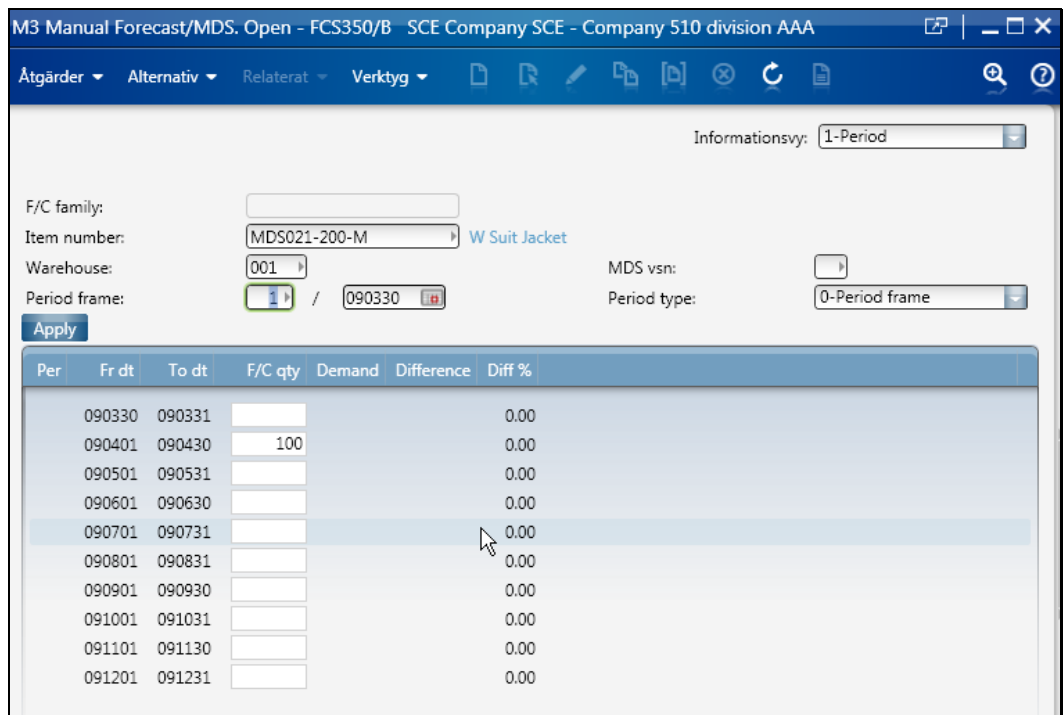 M3 Manual Forecast/MDS. Open - FCS350/B SCE Company SCE - Company 510 division AAA
Åtgärder Alternativ Relaterat Verktyg
Informationsvy: 1-Period
F/C family:
Item number: MDS021-200-M W Suit Jacket
Warehouse: 001 MDS vsn:
Period frame: 1 / 090330 Period type: 0-Period frame
Apply
Per Fr dt To dt F/C qty Demand Difference Diff %
090330 090331 0.00
090401 090430 100 0.00
090501 090531 0.00
090601 090630 0.00
090701 090731 0.00
090801 090831 0.00
090901 090930 0.00
091001 091031 0.00
091101 091130 0.00
091201 091231 0.00